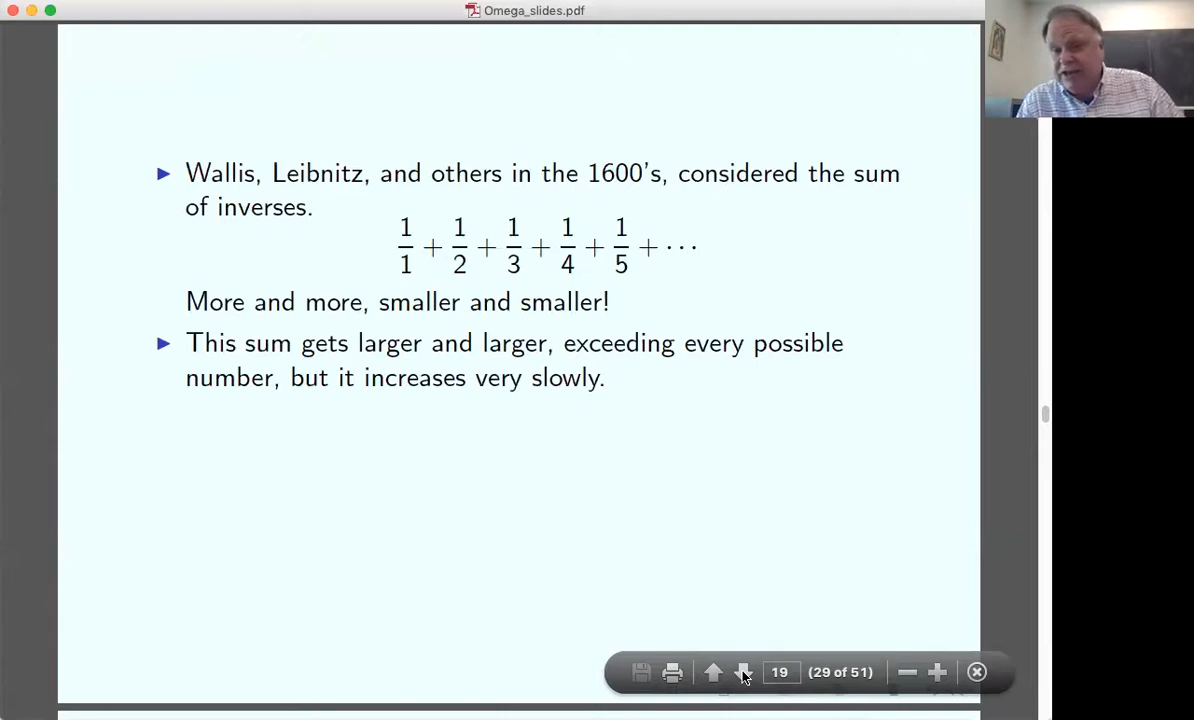 Omega_slides.pdf
▶ Wallis, Leibnitz, and others in the 1600's, considered the sum
of inverses.
1/1 + 1/2 + 1/3 + 1/4 + 1/5 + ···
More and more, smaller and smaller!
▶ This sum gets larger and larger, exceeding every possible
number, but it increases very slowly.
19 (29 of 51)